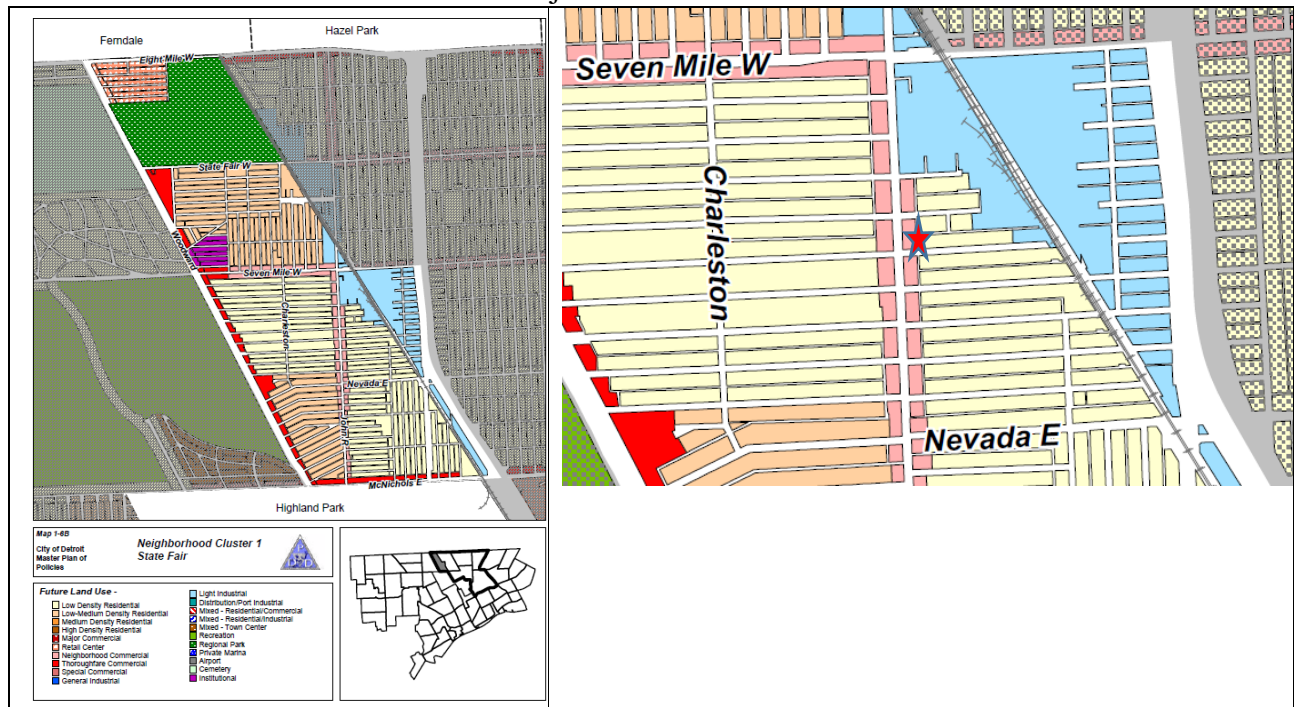 Ferndale
Hazel Park
Eight Mile W
State Fair W
Woodward
Seven Mile W
Charleston
Nevada E
John R
McNichols E
Highland Park
Map 1-6B
City of Detroit
Master Plan of
Policies
Neighborhood Cluster 1
State Fair
Future Land Use -
Low Density Residential
Low-Medium Density Residential
Medium Density Residential
High Density Residential
Major Commercial
Retail Center
Neighborhood Commercial
Thoroughfare Commercial
Special Commercial
General Industrial
Light Industrial
Distribution/Port Industrial
Mixed - Residential/Commercial
Mixed - Residential/Industrial
Mixed - Town Center
Recreation
Regional Park
Private Marina
Airport
Cemetery
Institutional
Seven Mile W
Charleston
Nevada E